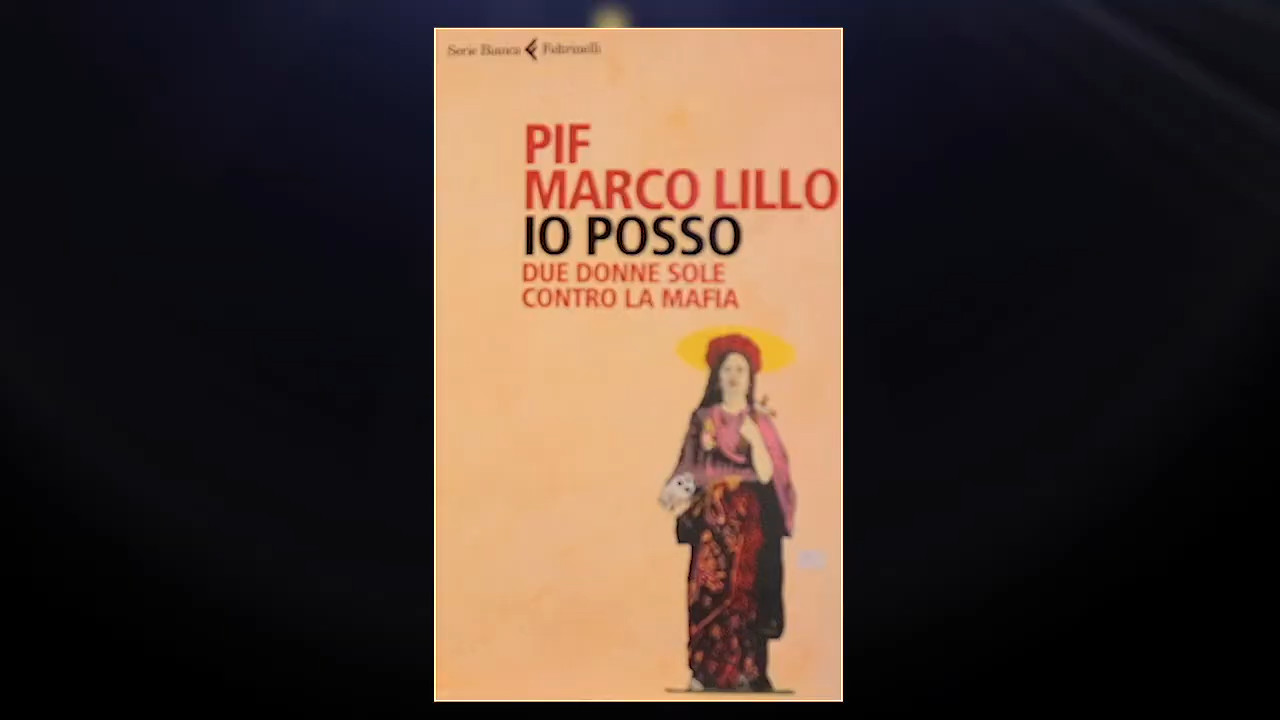 Serie Bianca Feltrinelli
PIF
MARCO LILLO
IO POSSO
DUE DONNE SOLE
CONTRO LA MAFIA